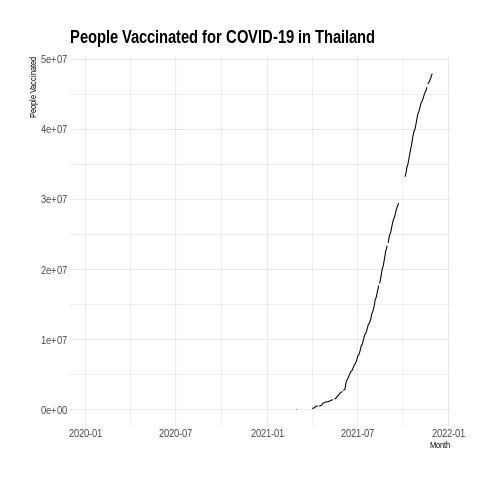 People Vaccinated for COVID-19 in Thailand
People Vaccinated
5e+07
4e+07
3e+07
2e+07
1e+07
0e+00
2020-01 2020-07 2021-01 2021-07 2022-01
Month